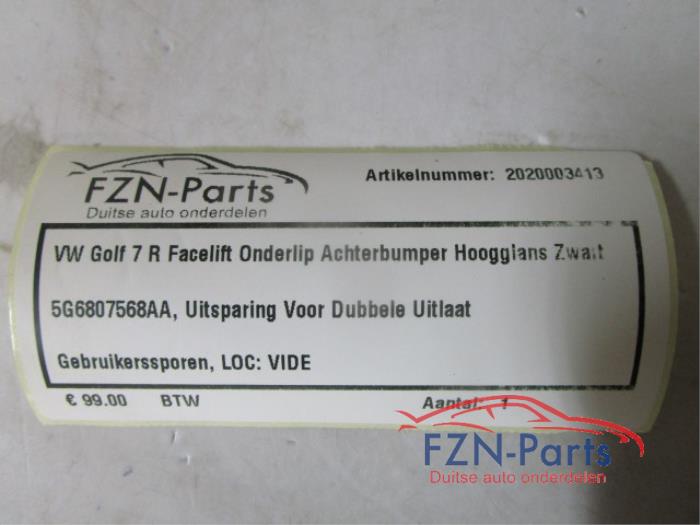 FZN-Parts
Duitse auto onderdelen
Artikelnummer: 2020003413
VW Golf 7 R Facelift Onderlip Achterbumper Hoogglans Zwart
5G6807568AA, Uitsparing Voor Dubbele Uitlaat
Gebruikerssporen, LOC: VIDE
€ 99.00 BTW Aantal: 1
FZN-Parts
Duitse auto onderdelen